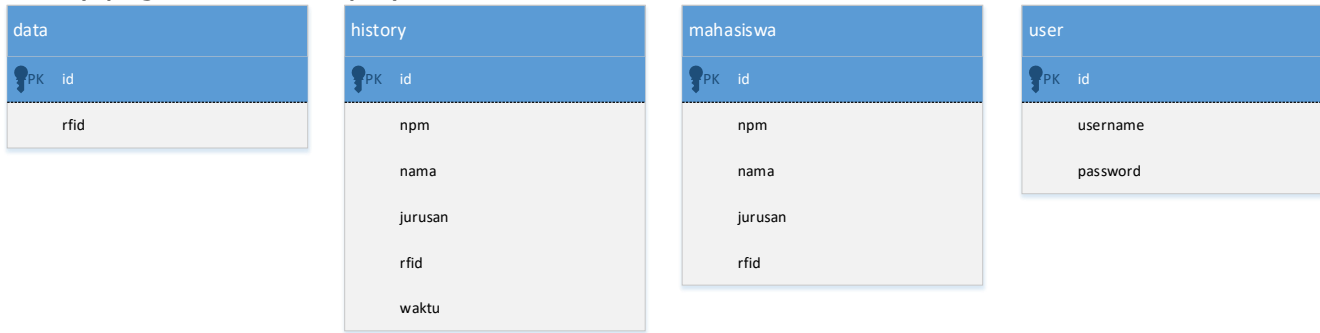 data
PK id
rfid
history
PK id
npm
nama
jurusan
rfid
waktu
mahasiswa
PK id
npm
nama
jurusan
rfid
user
PK id
username
password